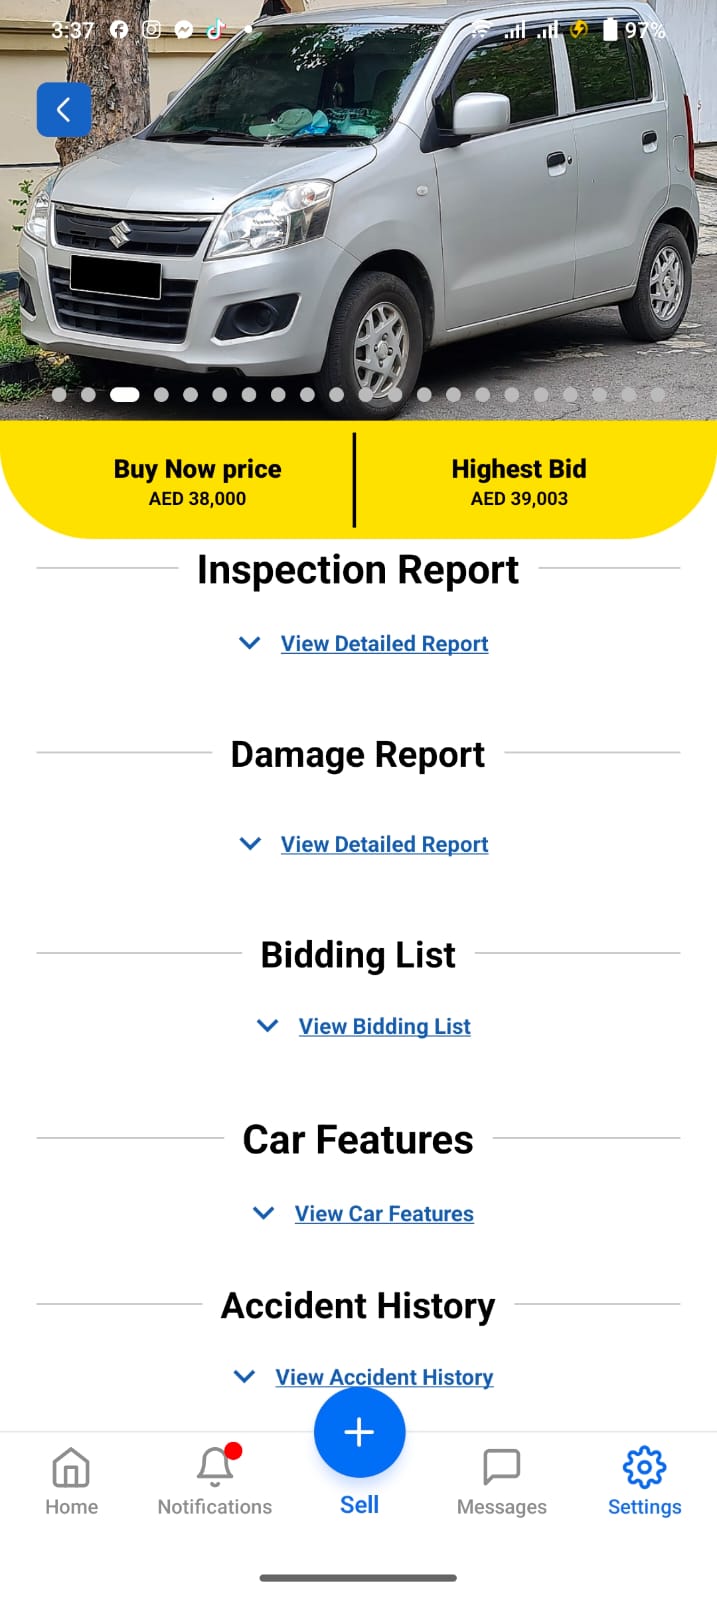 3:37
97%
Buy Now price
AED 38,000
Highest Bid
AED 39,003
Inspection Report
View Detailed Report
Damage Report
View Detailed Report
Bidding List
View Bidding List
Car Features
View Car Features
Accident History
View Accident History
Home
Notifications
Sell
Messages
Settings